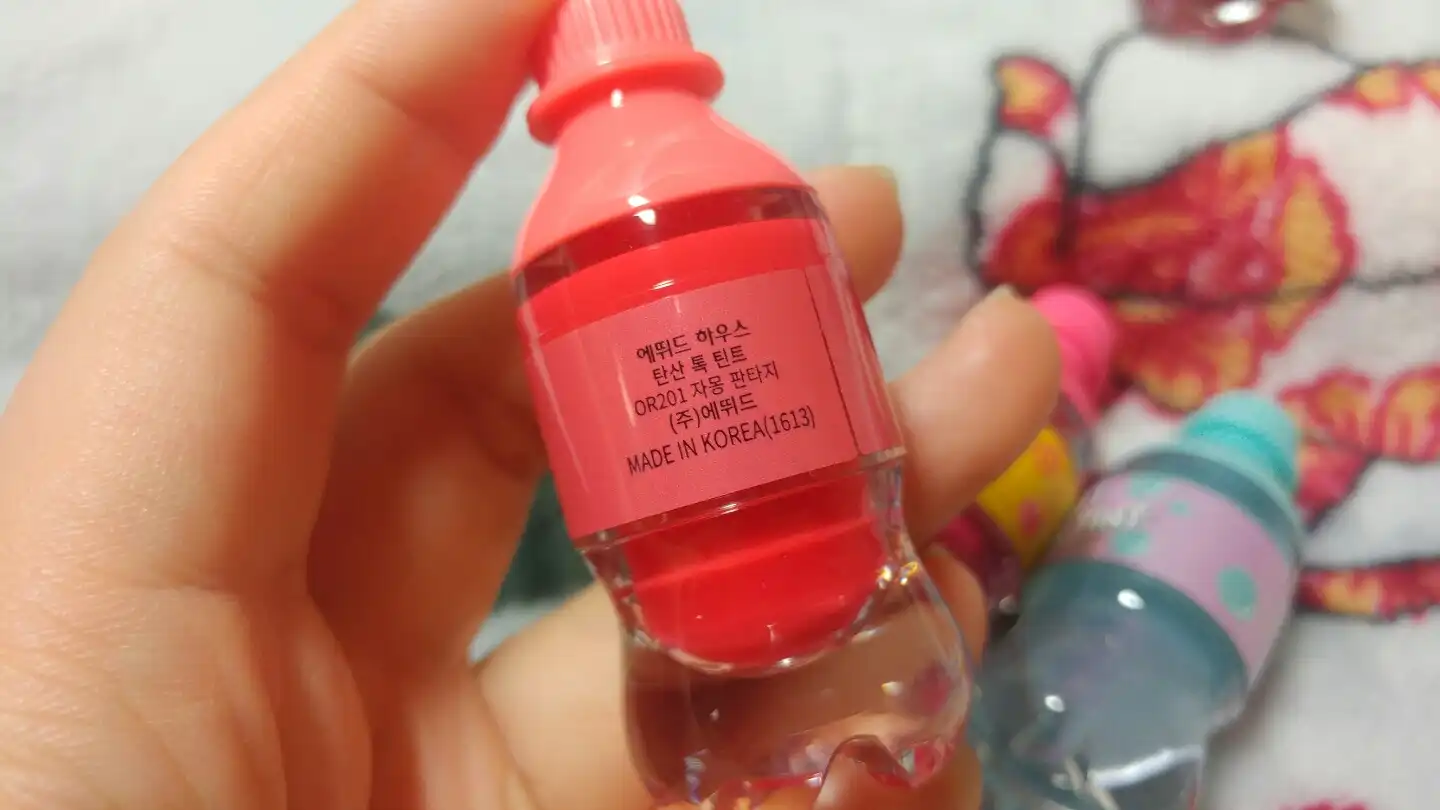 에뛰드 하우스
탄산 톡 틴트
OR201 자몽 판타지
(주)에뛰드
MADE IN KOREA(1613)